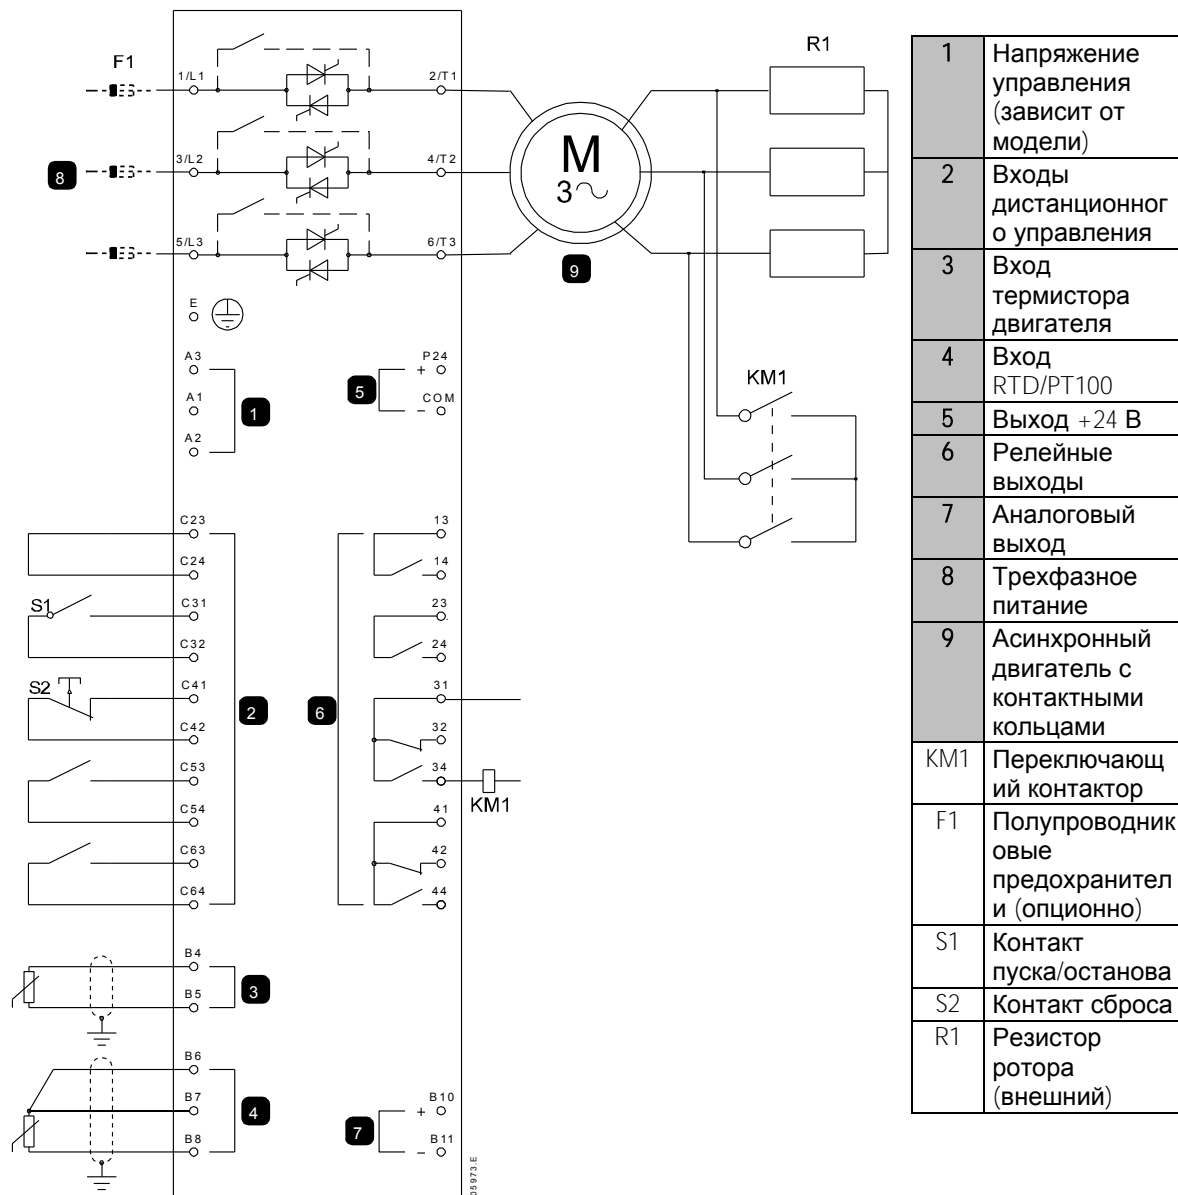 F1
1/L1
2/T1
R1
3/L2
4/T2
8
M
3
5/L3
6/T3
9
E
A3
P24
+
5
A1
COM
1
–
A2
KM1
C23
13
C24
14
S1
C31
23
C32
24
S2
C41
31
2
6
C42
32
C53
34
KM1
C54
41
C63
42
C64
44
B4
3
B5
B6
B7
B10
4
7
+
B8
B11
–
05973.E
1 Напряжение
управления
(зависит от
модели)
2 Входы
дистанционног
о управления
3 Вход
термистора
двигателя
4 Вход
RTD/PT100
5 Выход +24 В
6 Релейные
выходы
7 Аналоговый
выход
8 Трехфазное
питание
9 Асинхронный
двигатель с
контактными
кольцами
KM1 Переключающ
ий контактор
F1 Полупроводник
овые
предохранител
и (опционно)
S1 Контакт
пуска/останова
S2 Контакт сброса
R1 Резистор
ротора
(внешний)